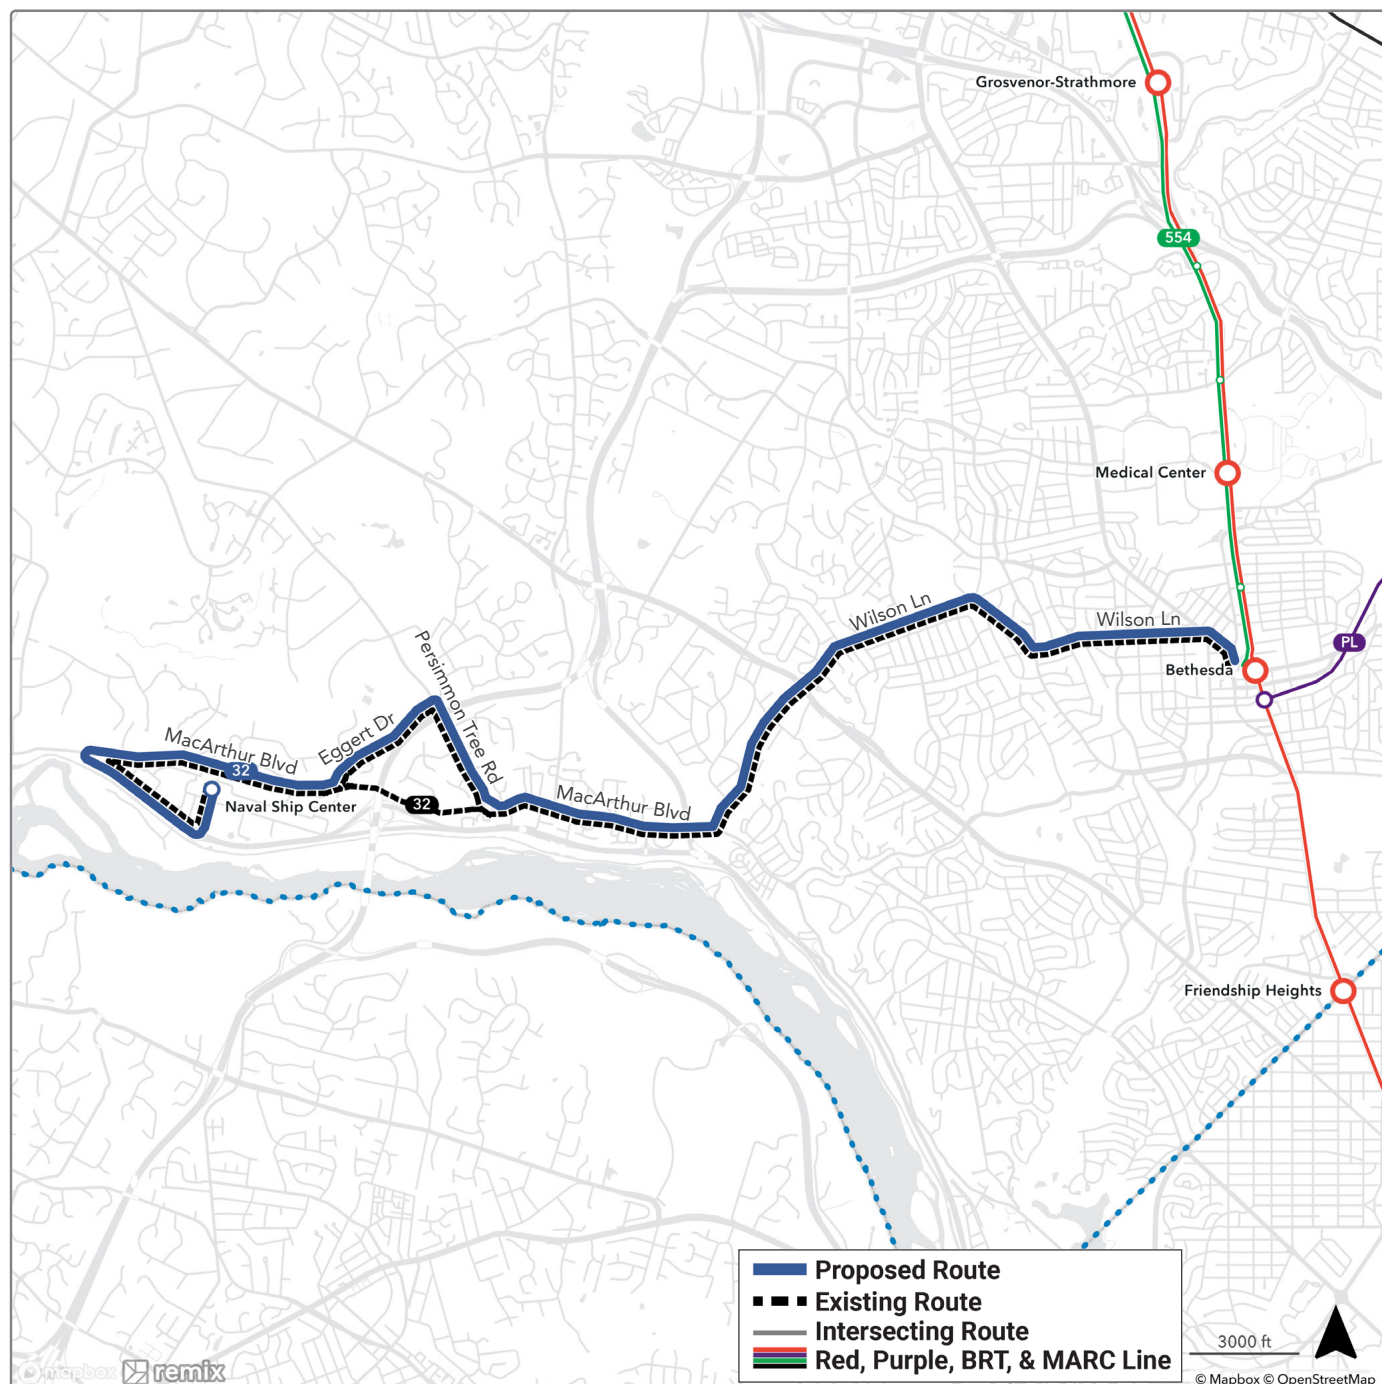 Grosvenor-Strathmore
554
Medical Center
Wilson Ln
Wilson Ln
PL
Bethesda
Persimmon Tree Rd
Eggert Dr
MacArthur Blvd
32
Naval Ship Center
32
MacArthur Blvd
Friendship Heights
Proposed Route
Existing Route
Intersecting Route
Red, Purple, BRT, & MARC Line
3000 ft
mapbox
remix
© Mapbox © OpenStreetMap